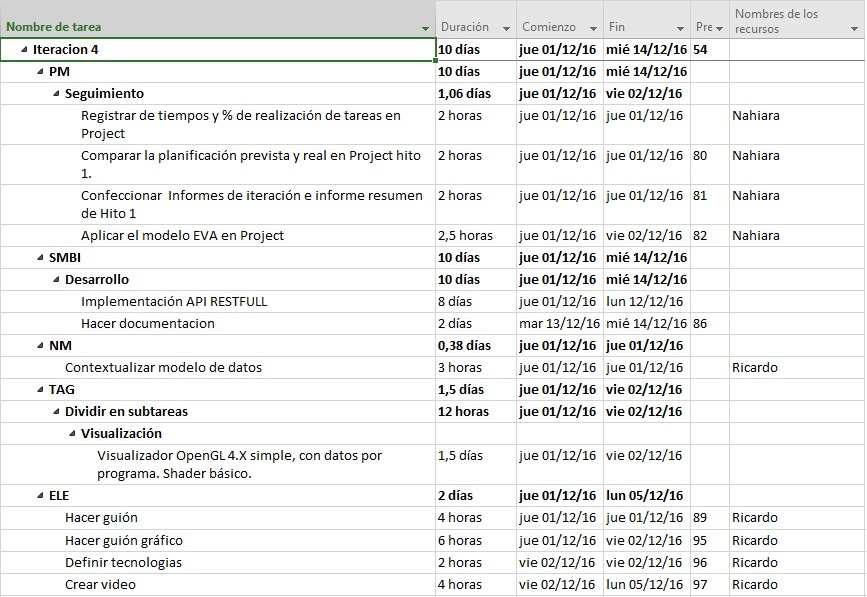 Nombre de tarea Duración Comienzo Fin Pre Nombres de los recursos
Iteracion 4 10 días jue 01/12/16 mié 14/12/16 54
PM 10 días jue 01/12/16 mié 14/12/16
Seguimiento 1,06 días jue 01/12/16 vie 02/12/16
Registrar de tiempos y % de realización de tareas en 2 horas jue 01/12/16 jue 01/12/16 Nahiara
Project
Comparar la planificación prevista y real en Project hito 2 horas jue 01/12/16 jue 01/12/16 80 Nahiara
1.
Confeccionar Informes de iteración e informe resumen 2 horas jue 01/12/16 jue 01/12/16 81 Nahiara
de Hito 1
Aplicar el modelo EVA en Project 2,5 horas jue 01/12/16 vie 02/12/16 82 Nahiara
SMBI 10 días jue 01/12/16 mié 14/12/16
Desarrollo 10 días jue 01/12/16 mié 14/12/16
Implementación API RESTFULL 8 días jue 01/12/16 lun 12/12/16
Hacer documentacion 2 días mar 13/12/16 mié 14/12/16 86
NM 0,38 días jue 01/12/16 jue 01/12/16
Contextualizar modelo de datos 3 horas jue 01/12/16 jue 01/12/16 Ricardo
TAG 1,5 días jue 01/12/16 vie 02/12/16
Dividir en subtareas 12 horas jue 01/12/16 vie 02/12/16
Visualización
Visualizador OpenGL 4.X simple, con datos por 1,5 días jue 01/12/16 vie 02/12/16
programa. Shader básico.
ELE 2 días jue 01/12/16 lun 05/12/16
Hacer guión 4 horas jue 01/12/16 jue 01/12/16 89 Ricardo
Hacer guión gráfico 6 horas jue 01/12/16 vie 02/12/16 95 Ricardo
Definir tecnologias 2 horas vie 02/12/16 vie 02/12/16 96 Ricardo
Crear video 4 horas vie 02/12/16 lun 05/12/16 97 Ricardo